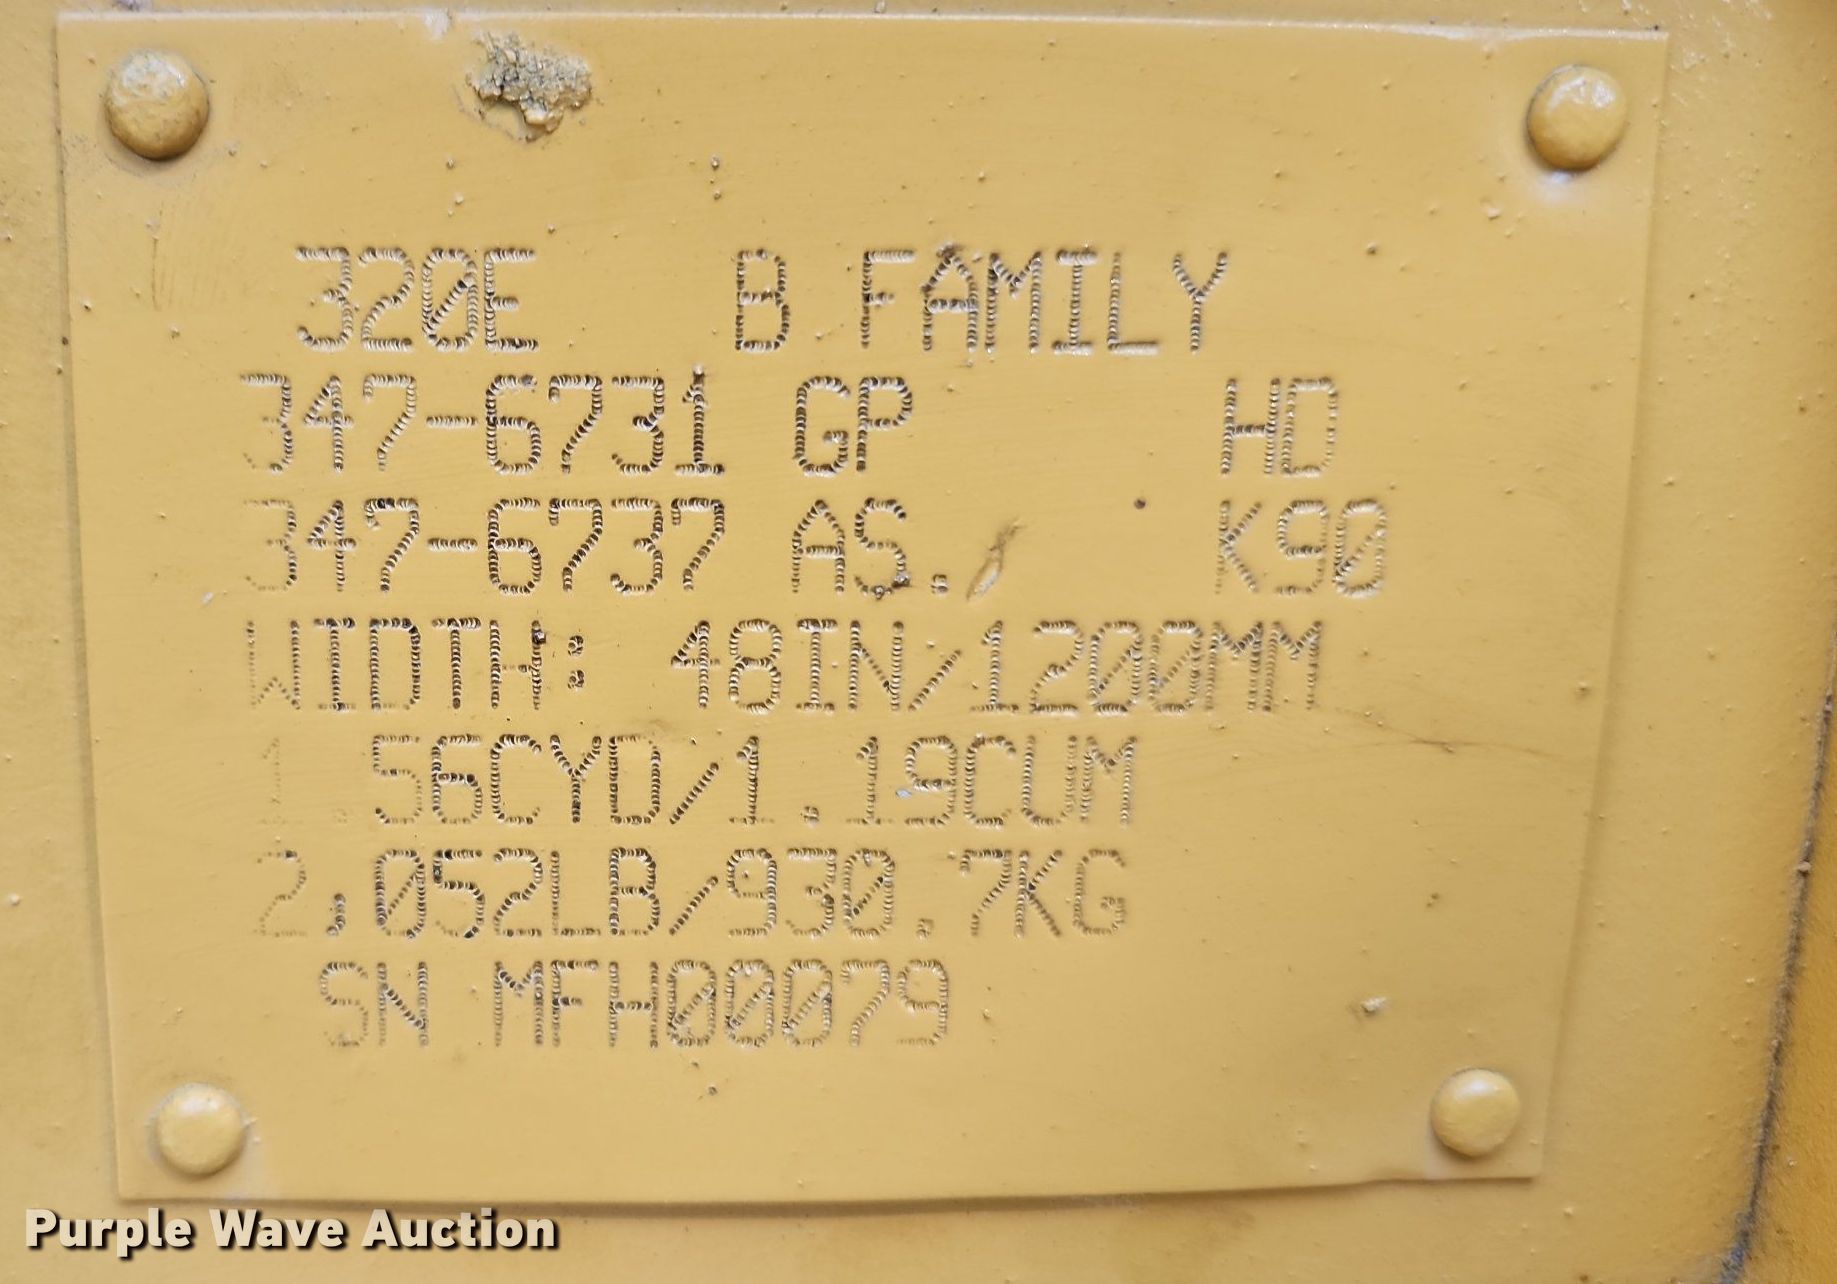 320E B FAMILY
347-6731 GP HD
347-6737 AS. K90
WIDTH: 48IN/1200MM
1.56CYD/1.19CUM
2,052LB/930.7KG
SN MFH00079
Purple Wave Auction